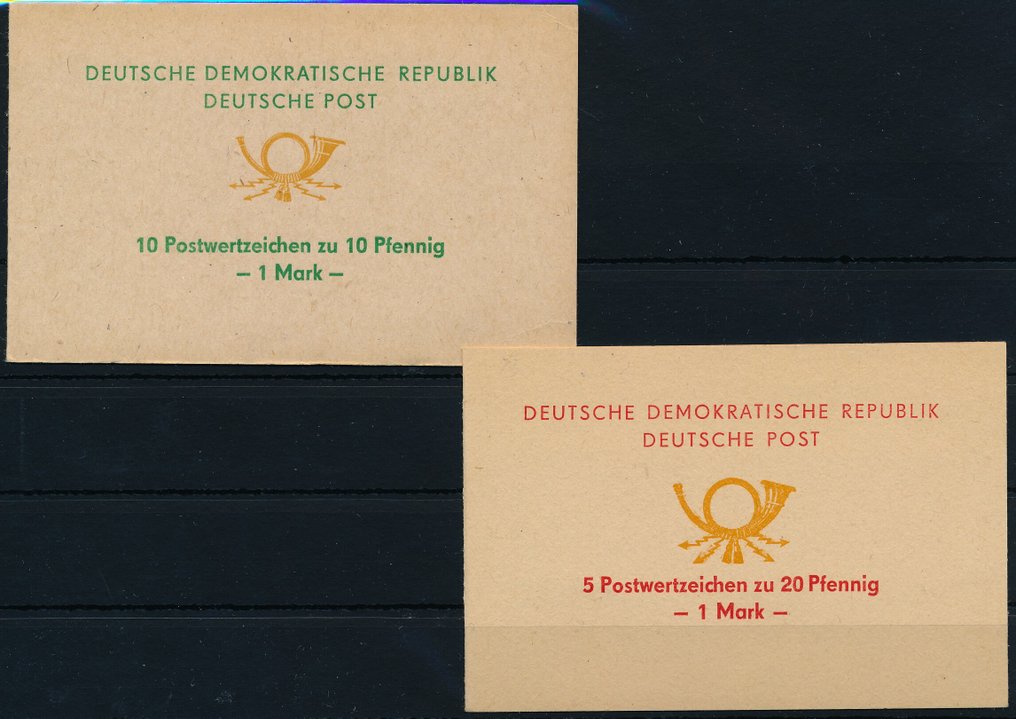 DEUTSCHE DEMOKRATISCHE REPUBLIK
DEUTSCHE POST
10 Postwertzeichen zu 10 Pfennig
— 1 Mark —
DEUTSCHE DEMOKRATISCHE REPUBLIK
DEUTSCHE POST
5 Postwertzeichen zu 20 Pfennig
— 1 Mark —